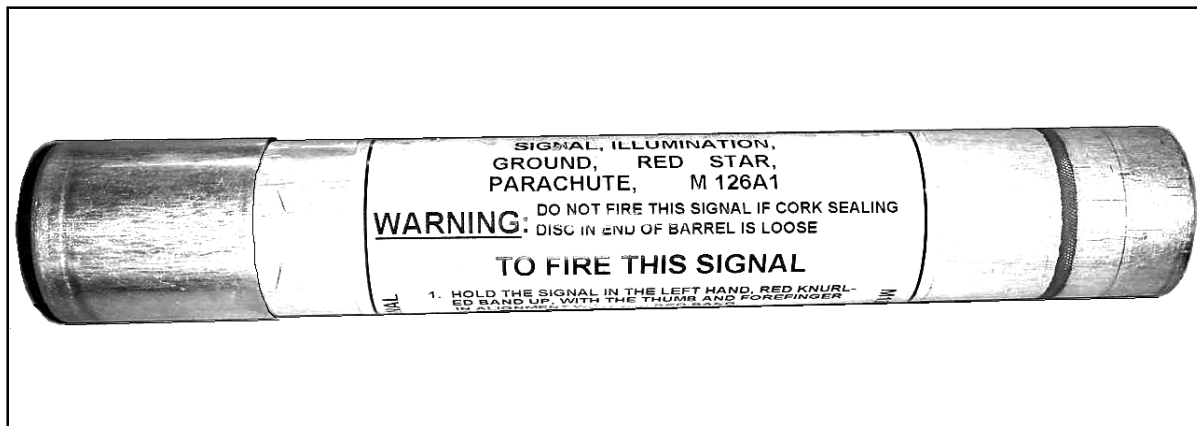 SIGNAL, ILLUMINATION,
GROUND, RED STAR,
PARACHUTE, M 126A1
WARNING: DO NOT FIRE THIS SIGNAL IF CORK SEALING
DISC IN END OF BARREL IS LOOSE
TO FIRE THIS SIGNAL
1. HOLD THE SIGNAL IN THE LEFT HAND, RED KNURL-
ED BAND UP, WITH THE THUMB AND FOREFINGER
IN ALIGNMENT